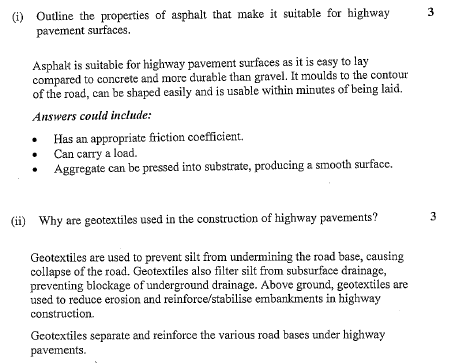 (i) Outline the properties of asphalt that make it suitable for highway 3
pavement surfaces.
Asphalt is suitable for highway pavement surfaces as it is easy to lay
compared to concrete and more durable than gravel. It moulds to the contour
of the road, can be shaped easily and is usable within minutes of being laid.
Answers could include:
• Has an appropriate friction coefficient.
• Can carry a load.
• Aggregate can be pressed into substrate, producing a smooth surface.
(ii) Why are geotextiles used in the construction of highway pavements? 3
Geotextiles are used to prevent silt from undermining the road base, causing
collapse of the road. Geotextiles also filter silt from subsurface drainage,
preventing blockage of underground drainage. Above ground, geotextiles are
used to reduce erosion and reinforce/stabilise embankments in highway
construction.
Geotextiles separate and reinforce the various road bases under highway
pavements.